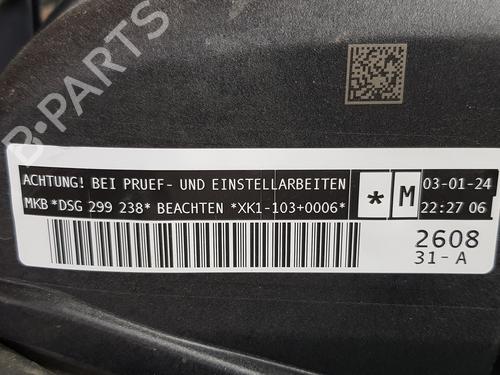 B-PARTS
ACHTUNG! BEI PRUEF- UND EINSTELLARBEITEN
MKB *DSG 299 238* BEACHTEN *XK1-103+0006*
* M
03-01-24
22:27 06
2608
31-A